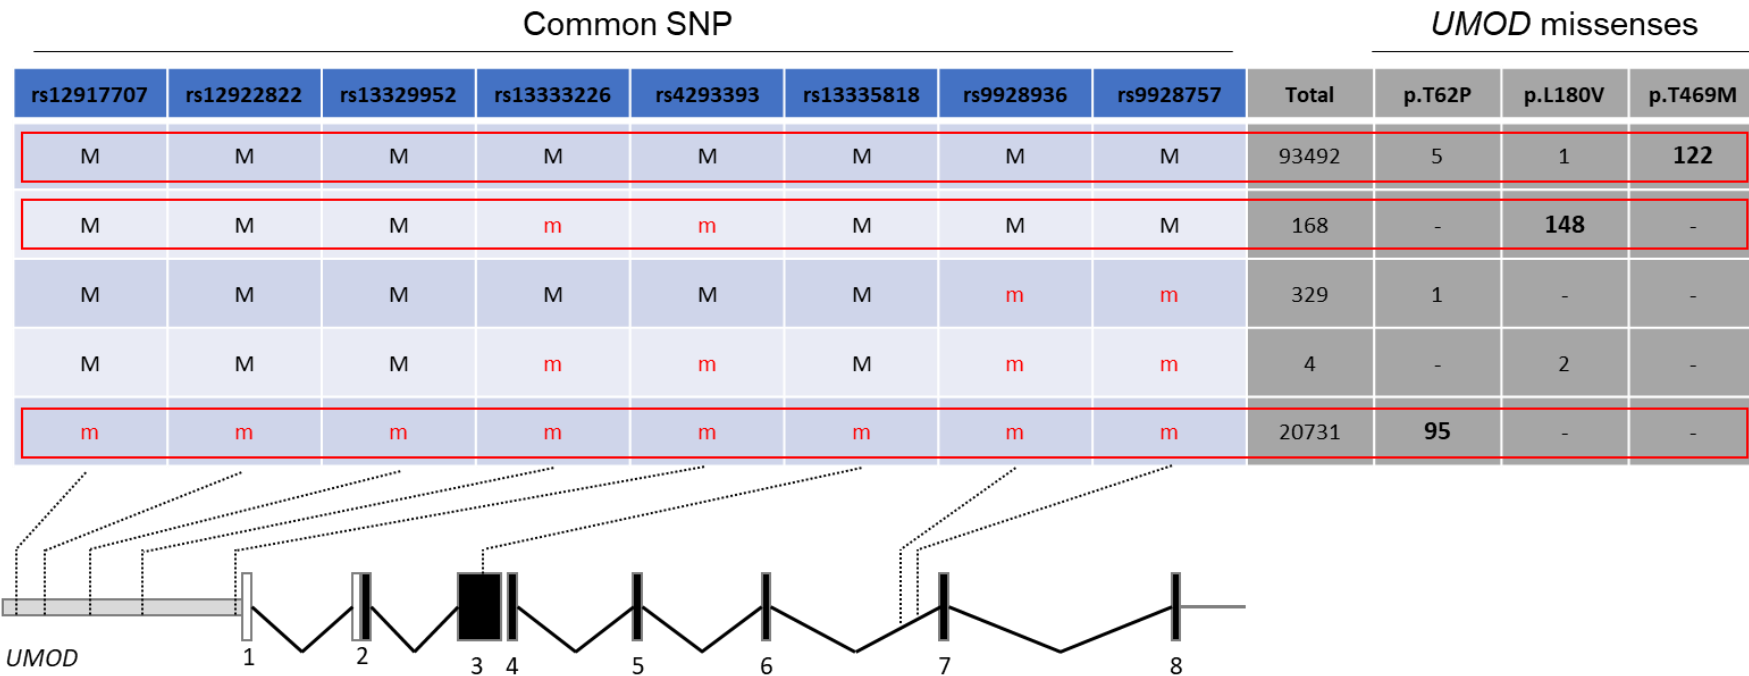 Common SNP UMOD missenses
rs12917707 rs12922822 rs13329952 rs13333226 rs4293393 rs13335818 rs9928936 rs9928757 Total p.T62P p.L180V p.T469M
M M M M M M M M 93492 5 1 122
M M M m m M M M 168 - 148 -
M M M M M M m m 329 1 - -
M M M m m M m m 4 - 2 -
m m m m m m m m 20731 95 - -
UMOD 1 2 3 4 5 6 7 8